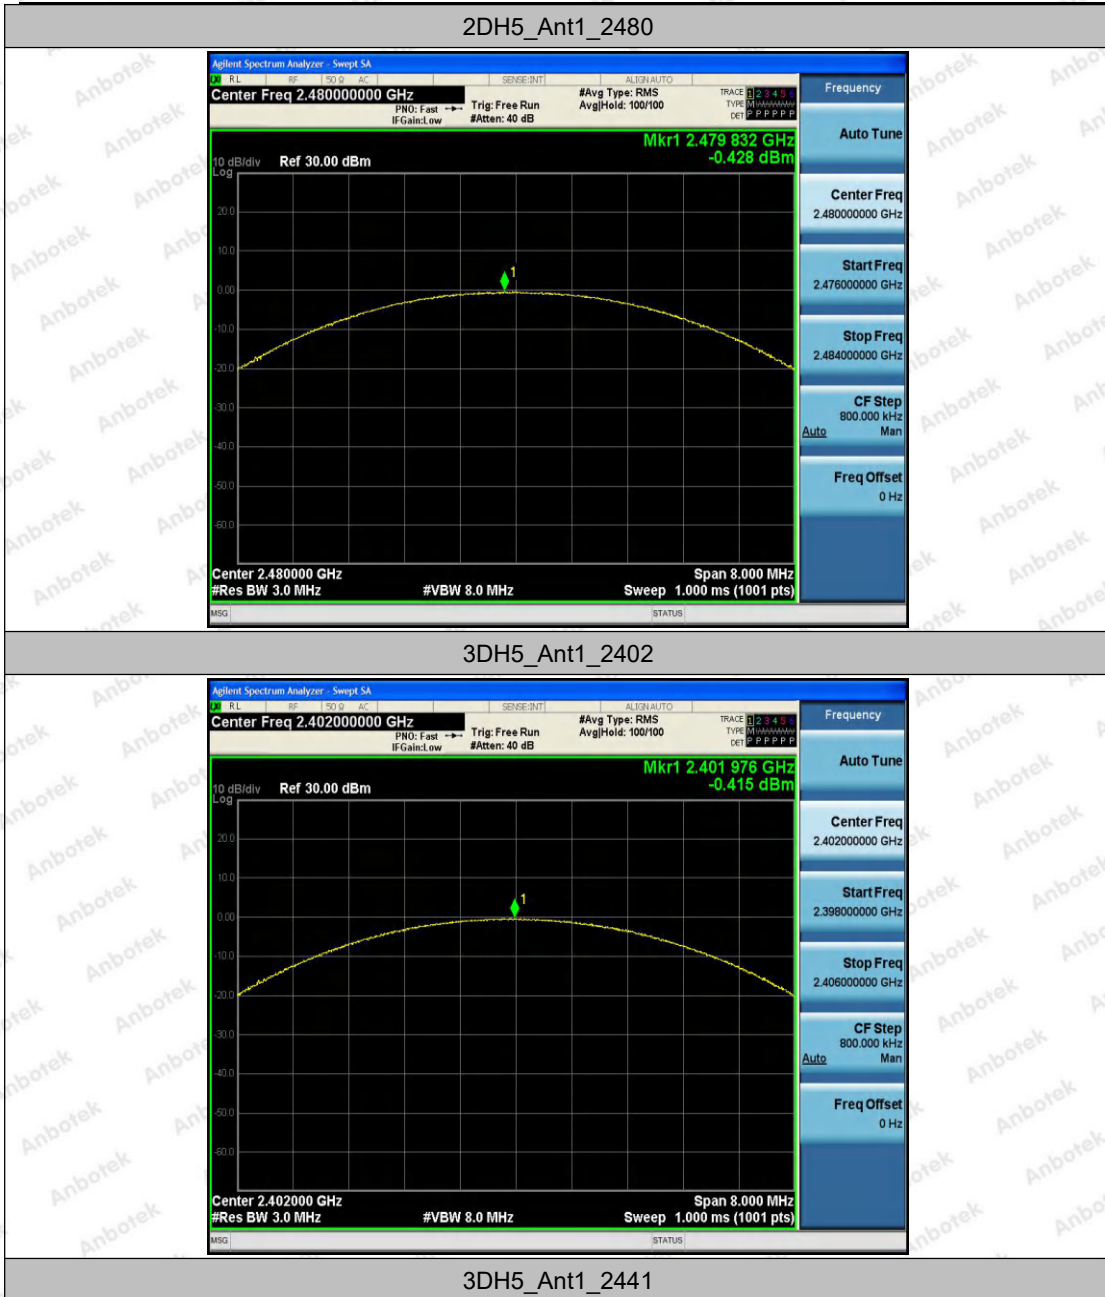 2DH5_Ant1_2480
Agilent Spectrum Analyzer - Swept SA
RL RF 50 Ω AC SENSE:INT ALIGN AUTO
Center Freq 2.480000000 GHz
PNO: Fast
IFGain:Low
Trig: Free Run
#Atten: 40 dB
#Avg Type: RMS
Avg|Hold: 100/100
TRACE 1 2 3 4 5 6
TYPE M
DET P P P P P P
Mkr1 2.479 832 GHz
-0.428 dBm
10 dB/div
Log
Ref 30.00 dBm
20.0
10.0
0.00
-10.0
-20.0
-30.0
-40.0
-50.0
-60.0
1
Center 2.480000 GHz
Span 8.000 MHz
#Res BW 3.0 MHz
#VBW 8.0 MHz
Sweep 1.000 ms (1001 pts)
MSG
STATUS
Frequency
Auto Tune
Center Freq
2.480000000 GHz
Start Freq
2.476000000 GHz
Stop Freq
2.484000000 GHz
CF Step
800.000 kHz
Auto Man
Freq Offset
0 Hz
3DH5_Ant1_2402
Agilent Spectrum Analyzer - Swept SA
RL RF 50 Ω AC SENSE:INT ALIGN AUTO
Center Freq 2.402000000 GHz
PNO: Fast
IFGain:Low
Trig: Free Run
#Atten: 40 dB
#Avg Type: RMS
Avg|Hold: 100/100
TRACE 1 2 3 4 5 6
TYPE M
DET P P P P P P
Mkr1 2.401 976 GHz
-0.415 dBm
10 dB/div
Log
Ref 30.00 dBm
20.0
10.0
0.00
-10.0
-20.0
-30.0
-40.0
-50.0
-60.0
1
Center 2.402000 GHz
Span 8.000 MHz
#Res BW 3.0 MHz
#VBW 8.0 MHz
Sweep 1.000 ms (1001 pts)
MSG
STATUS
Frequency
Auto Tune
Center Freq
2.402000000 GHz
Start Freq
2.398000000 GHz
Stop Freq
2.406000000 GHz
CF Step
800.000 kHz
Auto Man
Freq Offset
0 Hz
3DH5_Ant1_2441
Anbotek